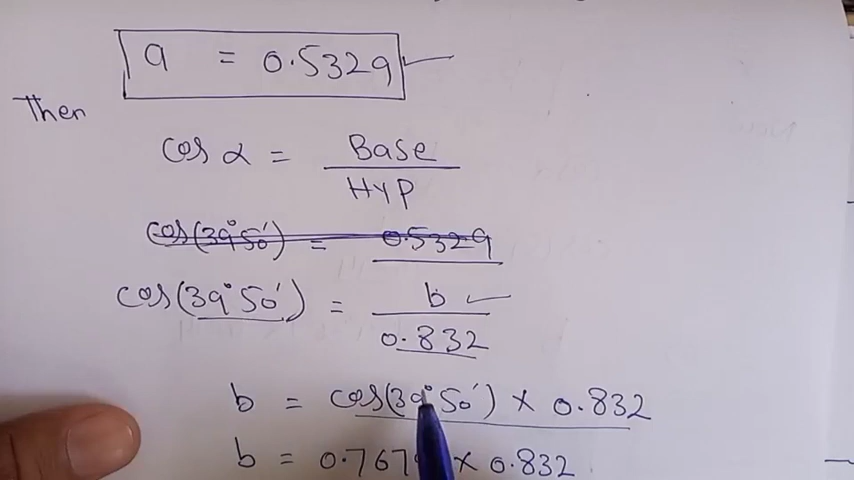 a = 0.5329
Then
cos α = Base / HYP
cos(39°50') = 0.5329
cos(39°50') = b / 0.832
b = cos(39°50') × 0.832
b = 0.767 × 0.832